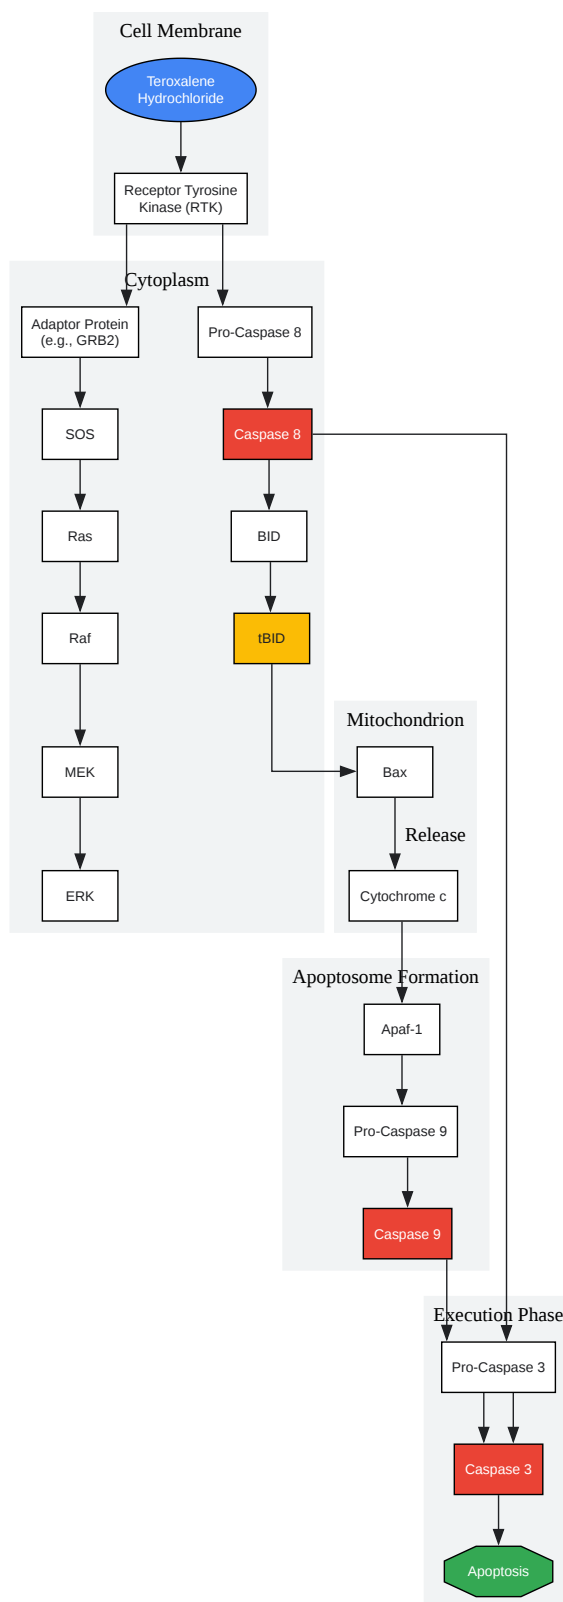 Cell Membrane
Teroxalene
Hydrochloride
Receptor Tyrosine
Kinase (RTK)
Cytoplasm
Adaptor Protein
(e.g., GRB2)
Pro-Caspase 8
SOS
Caspase 8
Ras
BID
Raf
tBID
Mitochondrion
MEK
Bax
Release
ERK
Cytochrome c
Apoptosome Formation
Apaf-1
Pro-Caspase 9
Caspase 9
Execution Phase
Pro-Caspase 3
Caspase 3
Apoptosis